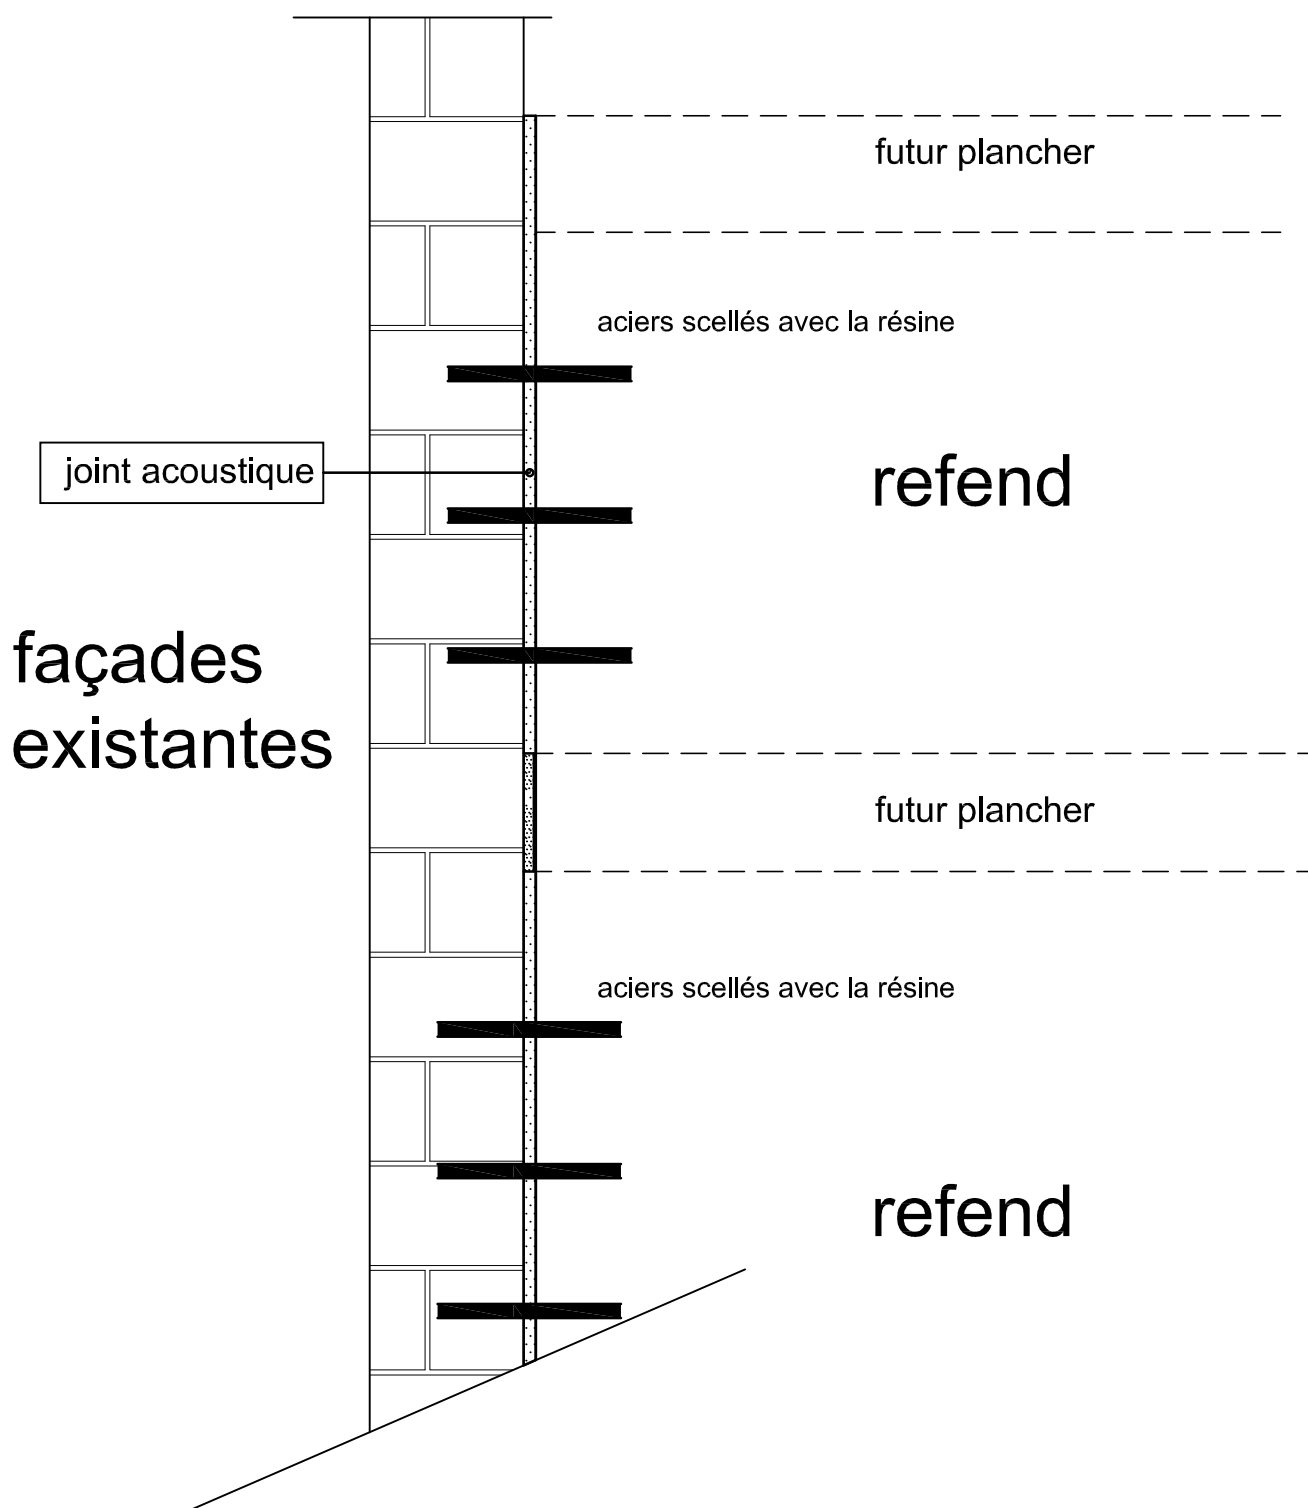 futur plancher
aciers scellés avec la résine
joint acoustique
refend
façades
existantes
futur plancher
aciers scellés avec la résine
refend